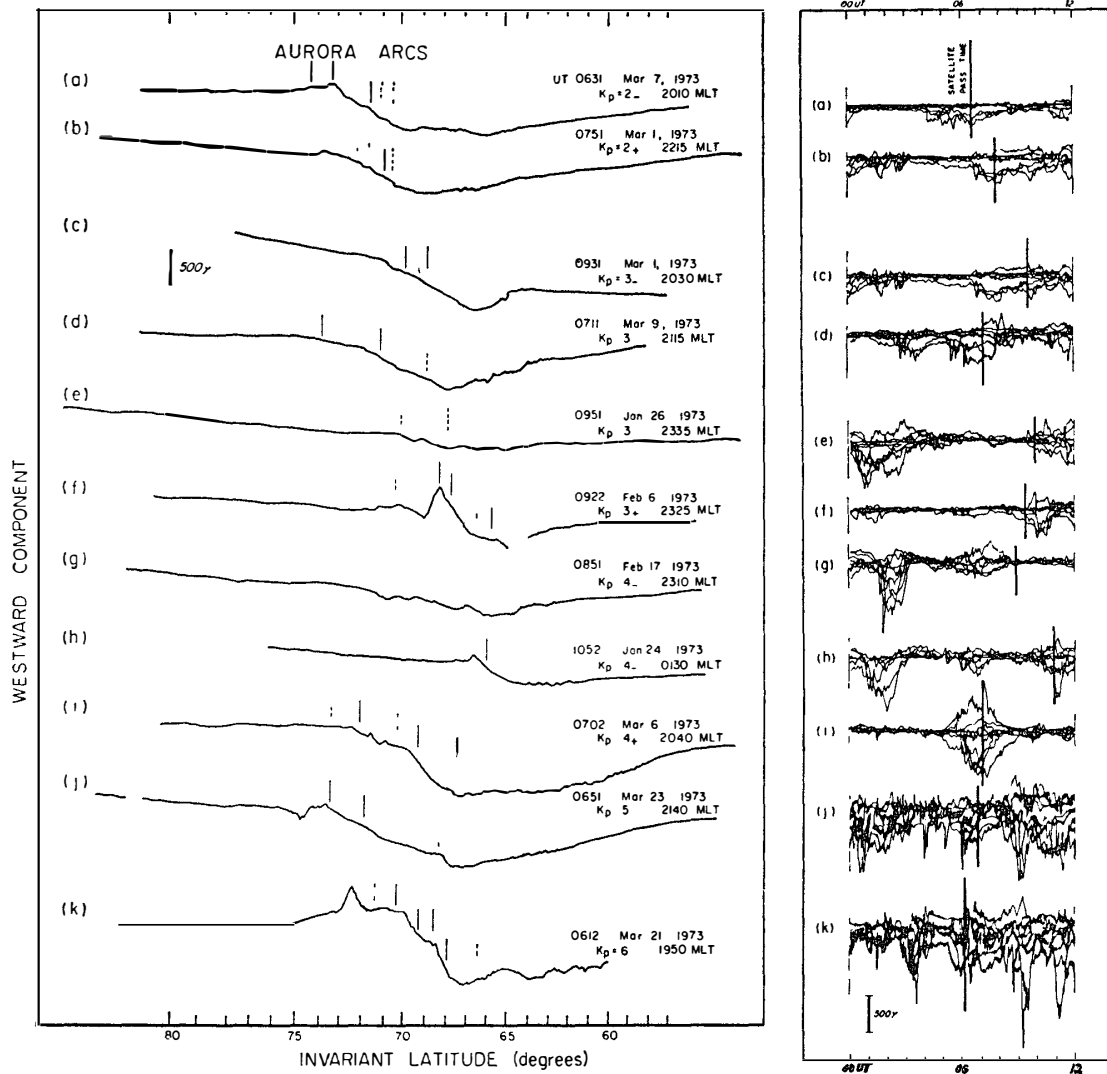 AURORA ARCS
(a)
UT 0631 Mar 7, 1973
Kp=2- 2010 MLT
(b)
0751 Mar 1, 1973
Kp=2+ 2215 MLT
(c)
500γ
0931 Mar 1, 1973
Kp=3- 2030 MLT
(d)
0711 Mar 9, 1973
Kp 3 2115 MLT
(e)
0951 Jan 26 1973
Kp 3 2335 MLT
(f)
0922 Feb 6 1973
Kp 3+ 2325 MLT
(g)
0851 Feb 17 1973
Kp 4- 2310 MLT
(h)
1052 Jan 24 1973
Kp 4- 0130 MLT
(i)
0702 Mar 6 1973
Kp 4+ 2040 MLT
(j)
0651 Mar 23 1973
Kp 5 2140 MLT
(k)
0612 Mar 21 1973
Kp=6 1950 MLT
WESTWARD COMPONENT
80 75 70 65 60
INVARIANT LATITUDE (degrees)
00 UT 06 12
SATELLITE
PASS TIME
(a)
(b)
(c)
(d)
(e)
(f)
(g)
(h)
(i)
(j)
(k)
500γ
00 UT 06 12